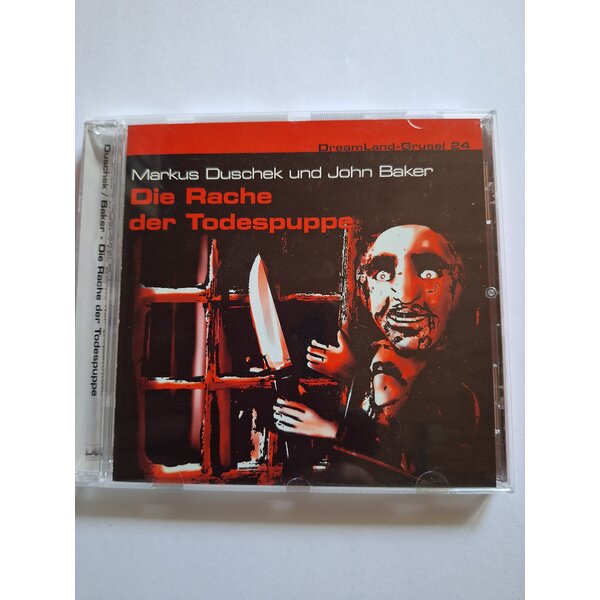 DreamLand-Grusel 24
Markus Duschek und John Baker
Die Rache
der Todespuppe
Duschek / Baker - Die Rache der Todespuppe